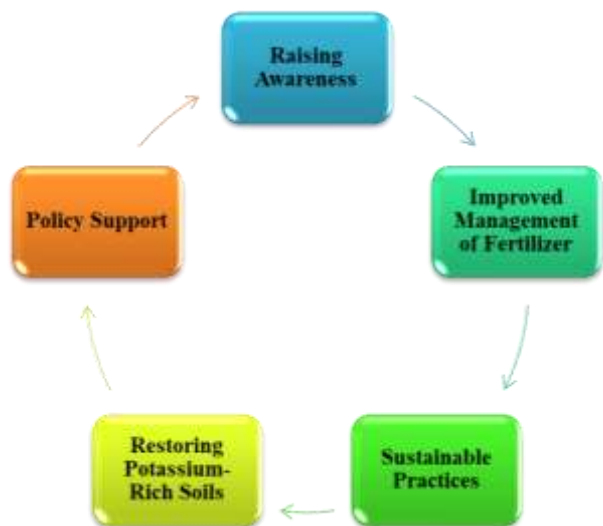 Raising
Awareness
Improved
Management
of Fertilizer
Sustainable
Practices
Restoring
Potassium-
Rich Soils
Policy Support